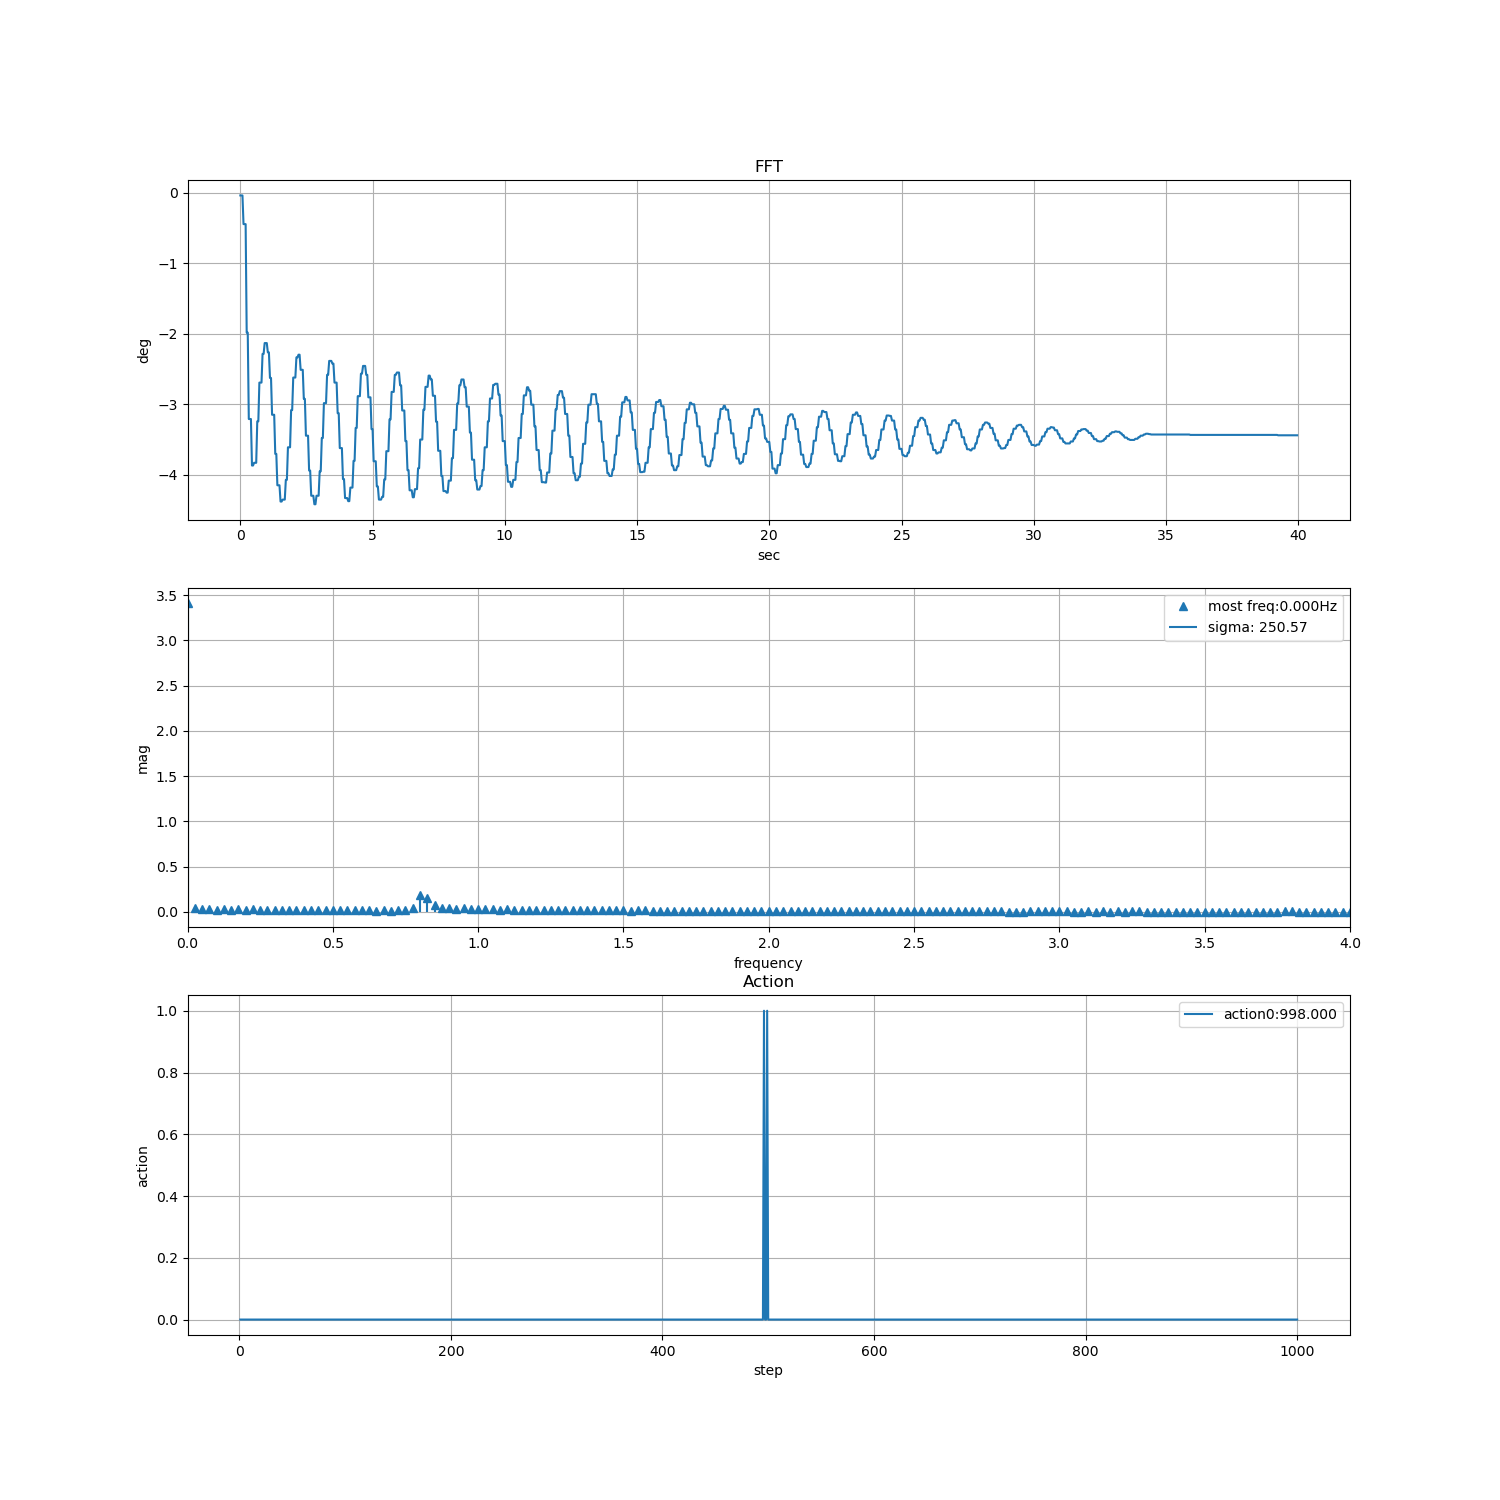 FFT
0
−1
−2
−3
−4
deg
0 5 10 15 20 25 30 35 40
sec
3.5
3.0
2.5
2.0
1.5
1.0
0.5
0.0
mag
most freq:0.000Hz
sigma: 250.57
0.0 0.5 1.0 1.5 2.0 2.5 3.0 3.5 4.0
frequency
Action
1.0
0.8
0.6
0.4
0.2
0.0
action
action0:998.000
0 200 400 600 800 1000
step